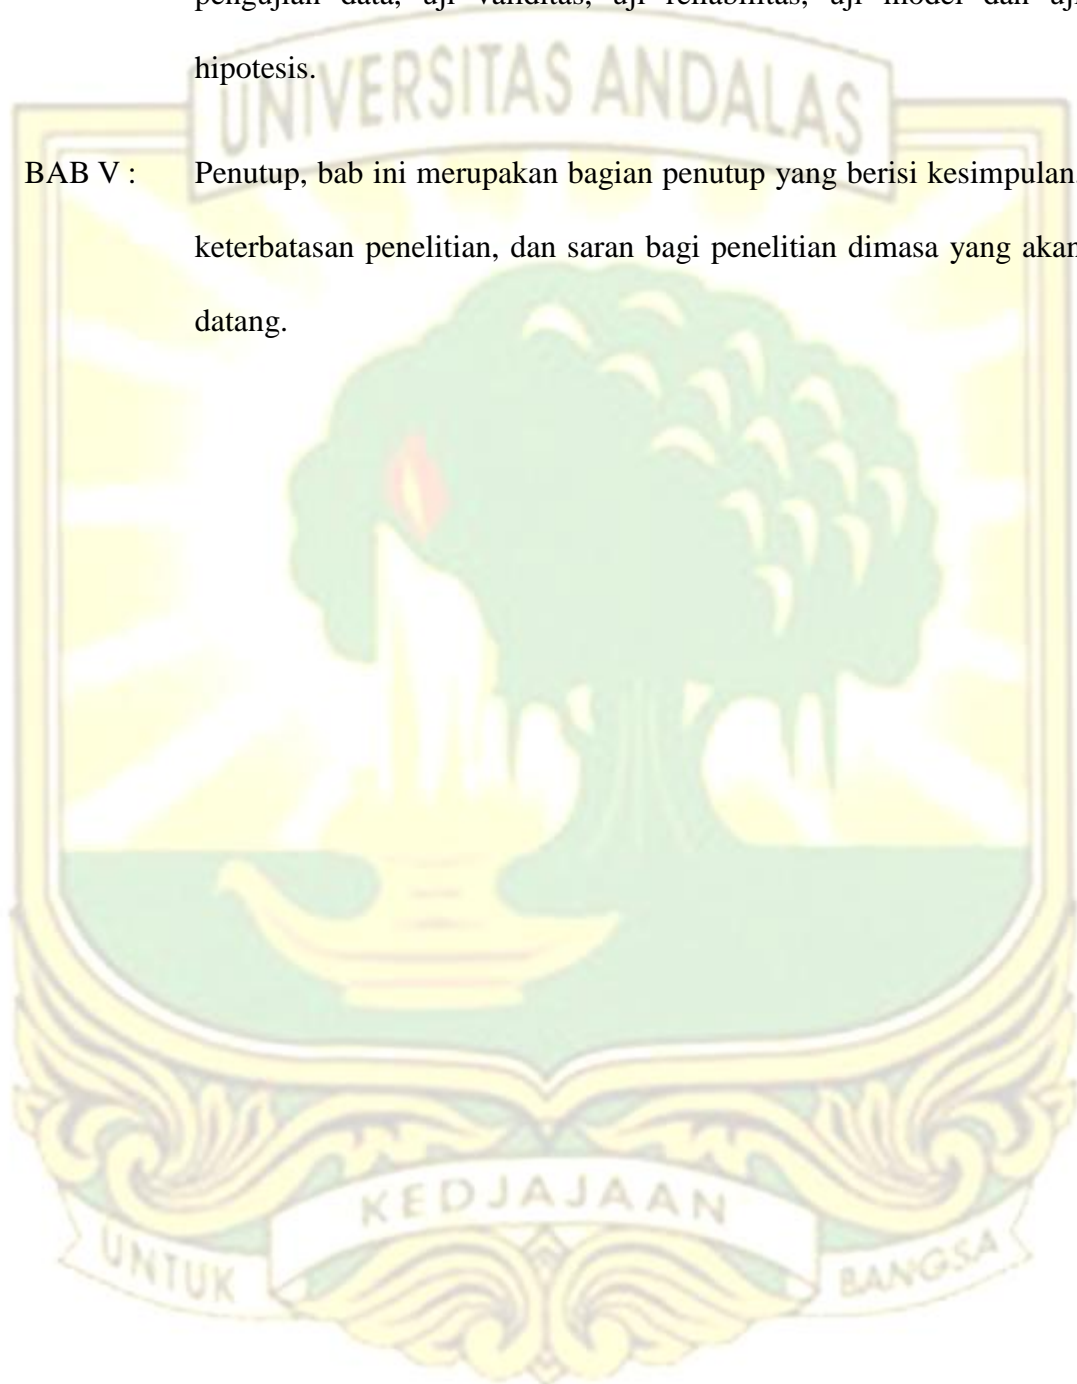 pengujian data, uji validitas, uji reliabilitas, uji model dan uji
hipotesis.
UNIVERSITAS ANDALAS
BAB V : Penutup, bab ini merupakan bagian penutup yang berisi kesimpulan,
keterbatasan penelitian, dan saran bagi penelitian dimasa yang akan
datang.
KEDJAJAAN
UNTUK BANGSA